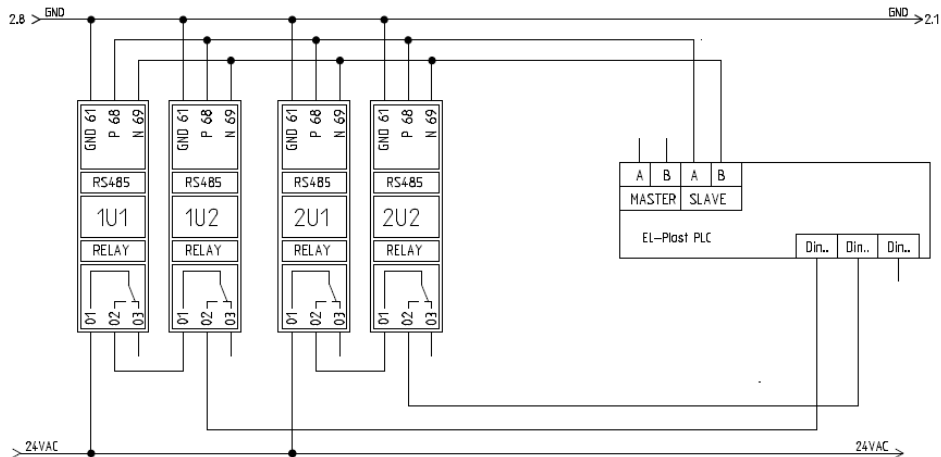 2.8 GND GND 2.1
GND 61 P 68 N 69 GND 61 P 68 N 69 GND 61 P 68 N 69 GND 61 P 68 N 69
RS485 RS485 RS485 RS485
A B A B
MASTER SLAVE
1U1 1U2 2U1 2U2
EL-Plast PLC
RELAY RELAY RELAY RELAY
Din.. Din.. Din..
01 02 03 01 02 03 01 02 03 01 02 03
24VAC 24VAC